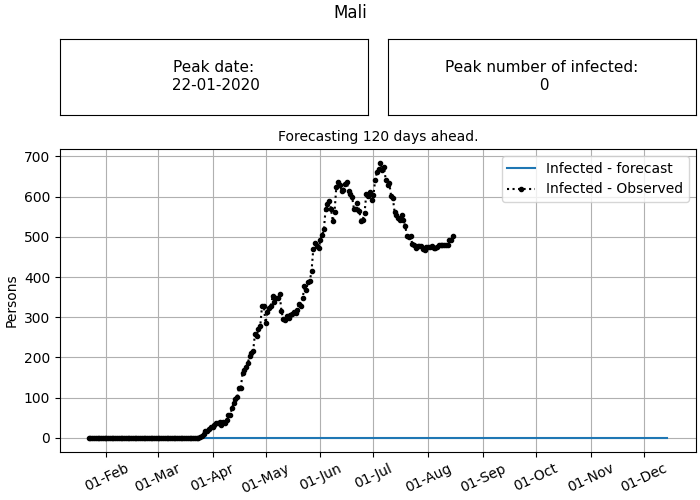 Mali
Peak date:
22-01-2020
Peak number of infected:
0
Forecasting 120 days ahead.
Infected - forecast
Infected - Observed
Persons
700
600
500
400
300
200
100
0
01-Feb
01-Mar
01-Apr
01-May
01-Jun
01-Jul
01-Aug
01-Sep
01-Oct
01-Nov
01-Dec